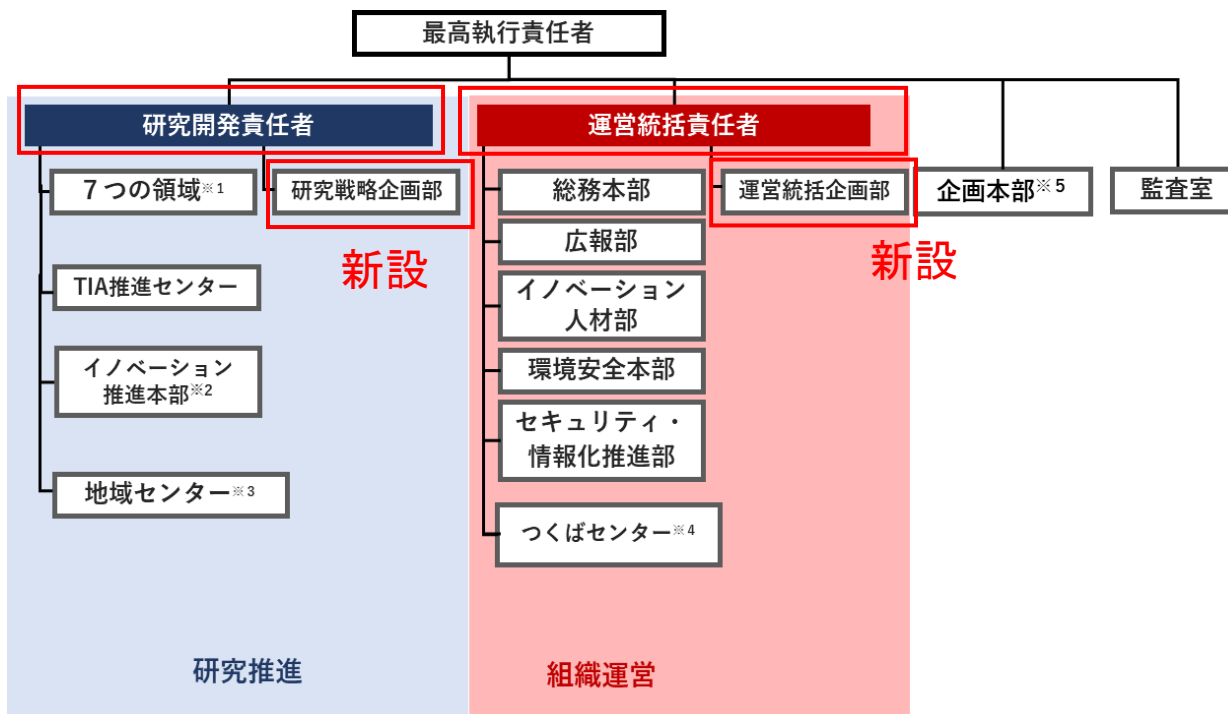 最高執行責任者
研究開発責任者
運営統括責任者
7つの領域※1
研究戦略企画部
総務本部
運営統括企画部
企画本部※5
監査室
新設
広報部
新設
TIA推進センター
イノベーション
人材部
イノベーション
推進本部※2
環境安全本部
セキュリティ・
情報化推進部
地域センター※3
つくばセンター※4
研究推進
組織運営